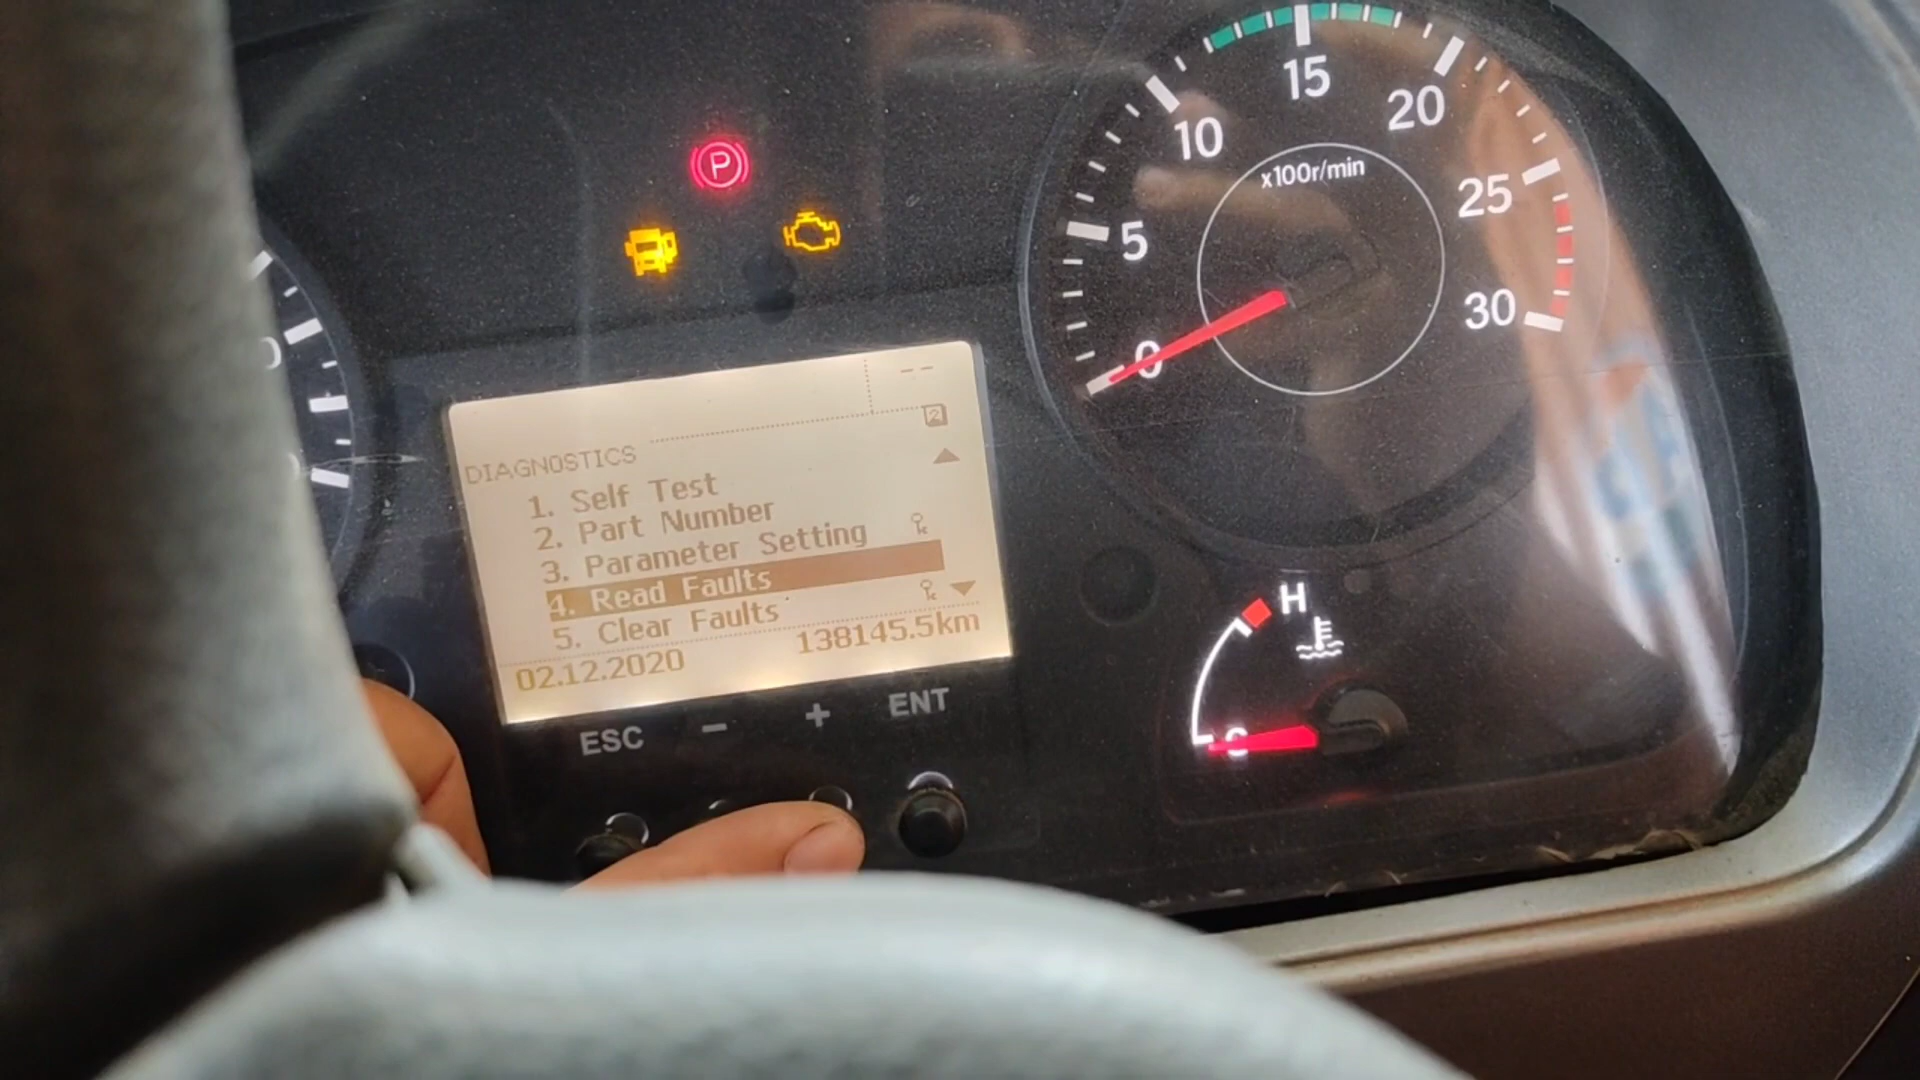 P
15
20
10
x100r/min
25
5
30
0
--
2
DIAGNOSTICS
1. Self Test
2. Part Number
3. Parameter Setting
4. Read Faults
5. Clear Faults
02.12.2020 138145.5km
H
C
ESC - + ENT